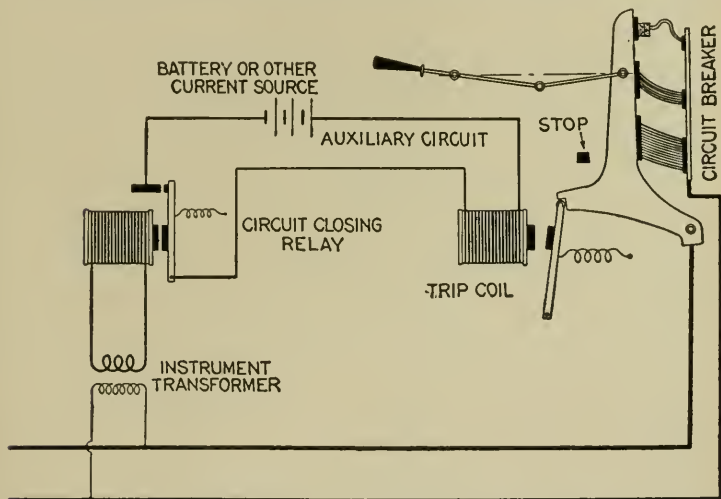 BATTERY OR OTHER
CURRENT SOURCE
AUXILIARY CIRCUIT
STOP
CIRCUIT BREAKER
CIRCUIT CLOSING
RELAY
TRIP COIL
INSTRUMENT
TRANSFORMER